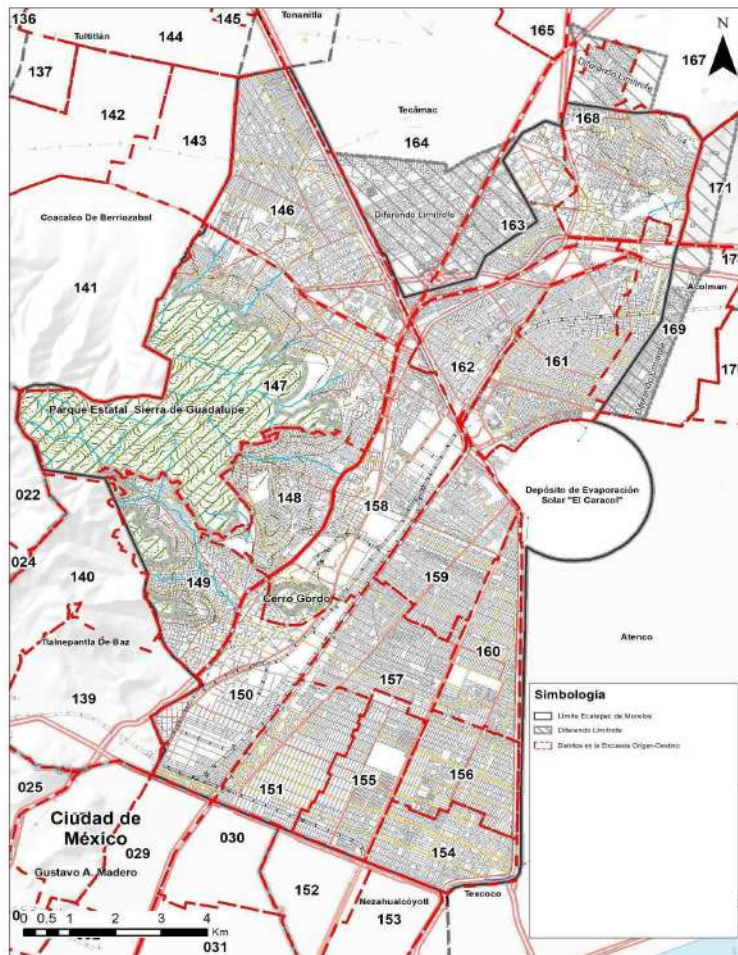 136
145
Tonanitla
Tultitlán
144
165
N
137
142
167
Diferendo Limítrofe
Tecámac
143
164
168
171
146
Diferendo Limítrofe
163
Coacalco De Berriozabal
141
Acolman
169
162
161
147
Diferendo Limítrofe
Parque Estatal Sierra de Guadalupe
022
148
158
Depósito de Evaporación
Solar "El Caracol"
024
140
149
159
Cerro Gordo
Tlalnepantla De Baz
160
Atenco
139
150
157
Simbología
Límite Ecatepec de Morelos
Diferendo Limítrofe
Distritos en la Encuesta Origen-Destino
025
151
155
156
Ciudad de
México
029
030
154
Gustavo A. Madero
152
Nezahualcóyotl
Texcoco
153
0 0,5 1 2 3 4
Km
031